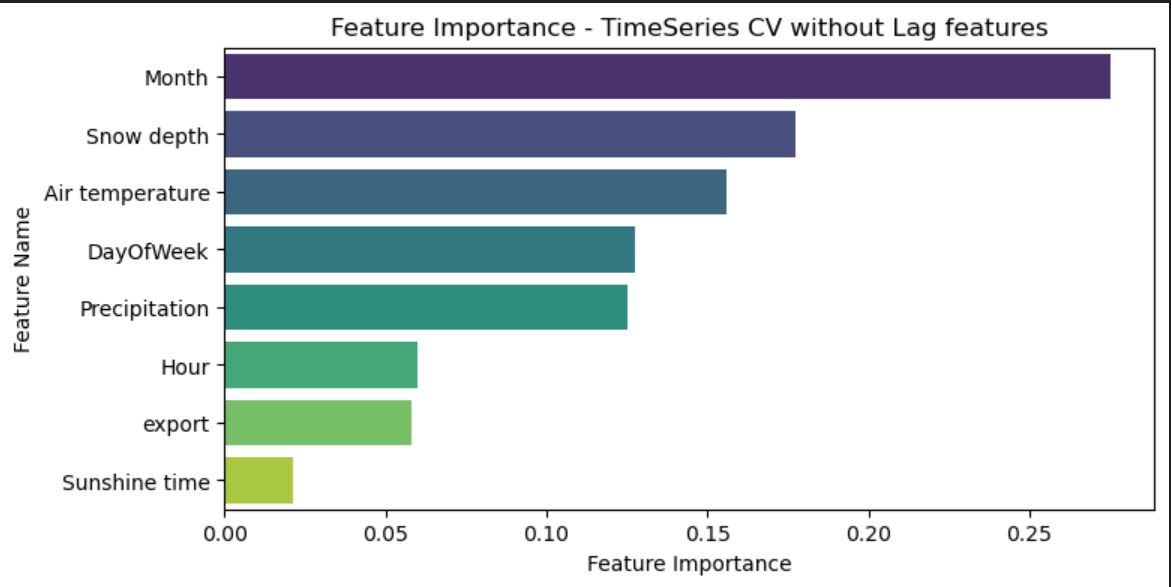 Feature Importance - TimeSeries CV without Lag features
Month
Snow depth
Air temperature
DayOfWeek
Precipitation
Hour
export
Sunshine time
Feature Name
0.00 0.05 0.10 0.15 0.20 0.25
Feature Importance